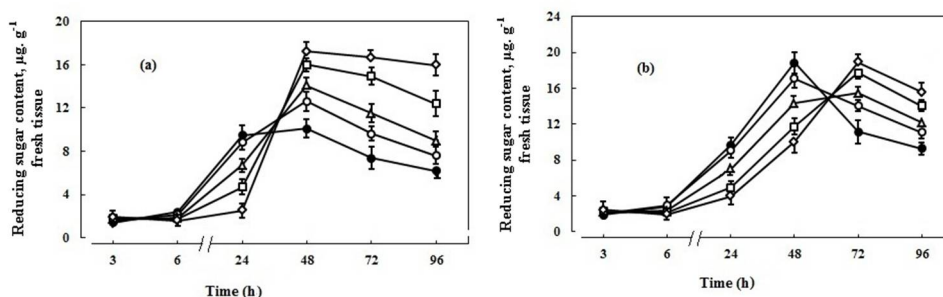 Reducing sugar content, µg. g-1
fresh tissue
20
16
12
8
4
0
(a)
3 6 24 48 72 96
Time (h)
Reducing sugar content, µg. g-1
fresh tissue
24
20
16
12
8
4
0
(b)
3 6 24 48 72 96
Time (h)